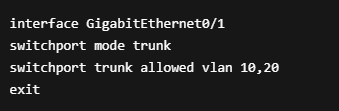 interface GigabitEthernet0/1
switchport mode trunk
switchport trunk allowed vlan 10,20
exit